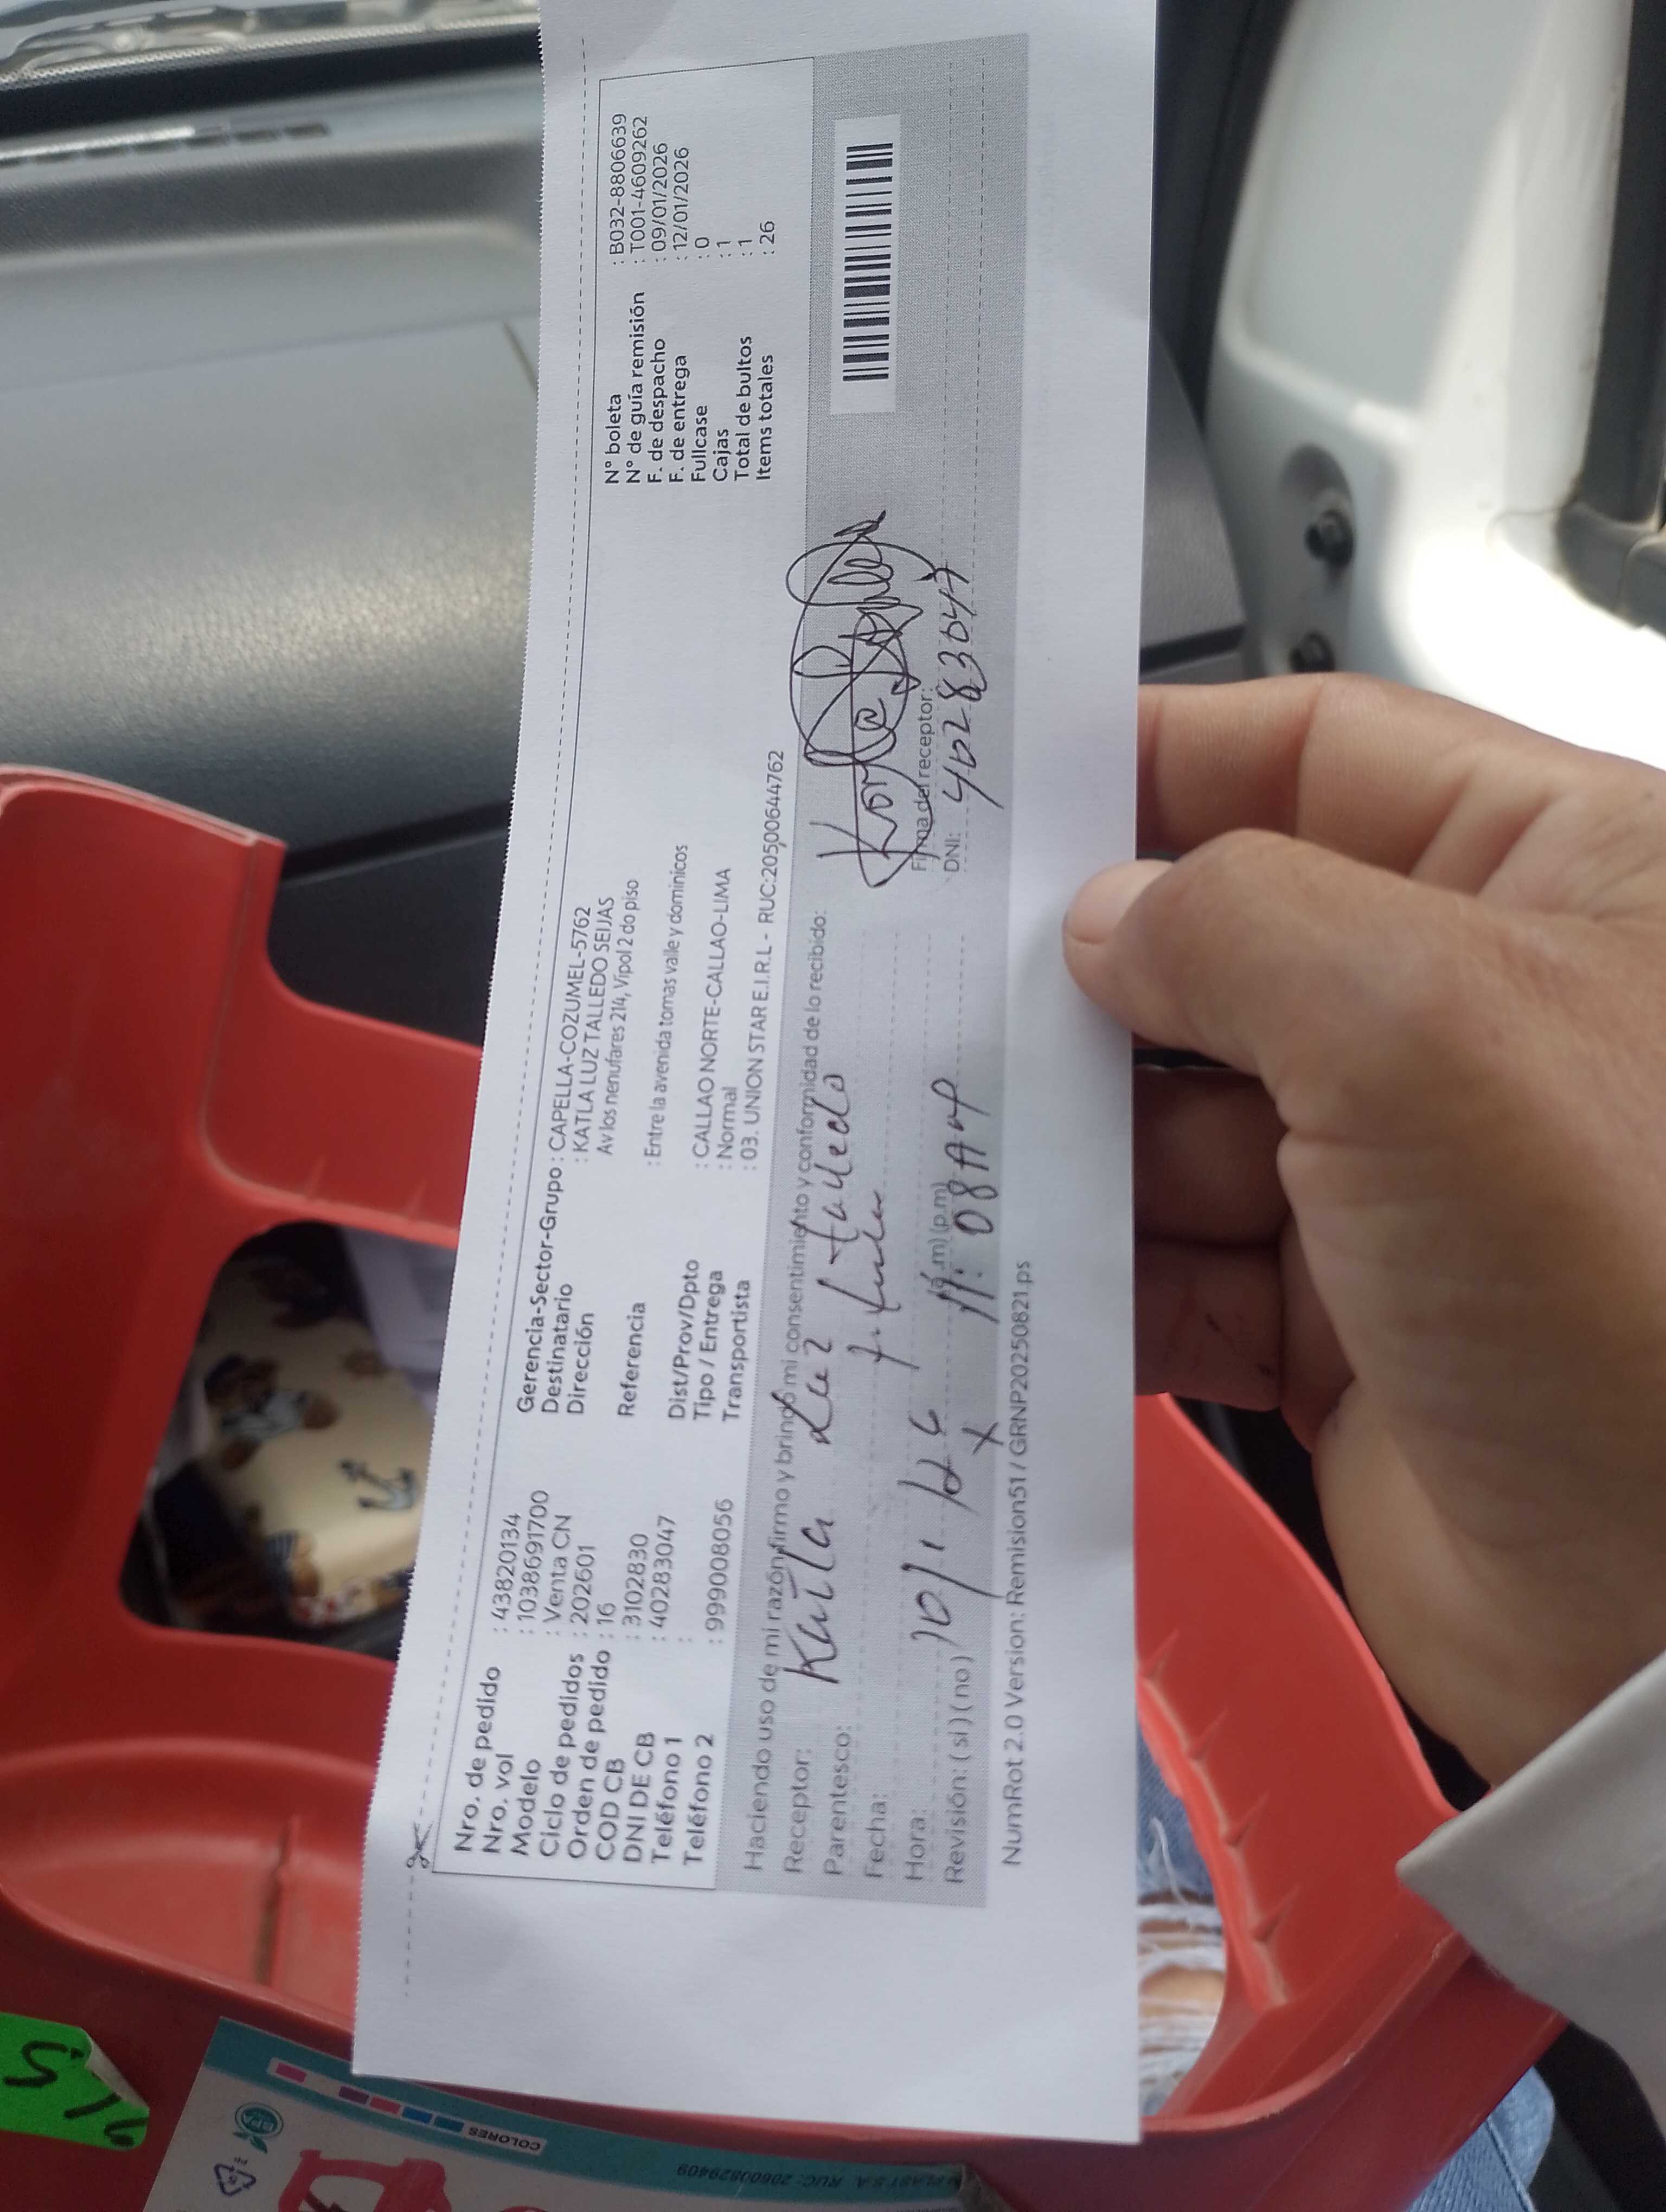 Nro. de pedido : 43820134
Nro. vol : 1038691700
Modelo : Venta CN
Ciclo de pedidos : 202601
Orden de pedido : 16
COD CB : 3102830
DNI DE CB : 40283047
Teléfono 1 :
Teléfono 2 : 999008056
Gerencia-Sector-Grupo : CAPELLA-COZUMEL-5762
Destinatario : KATLA LUZ TALLEDO SEIJAS
Dirección Av los nenufares 214, Vipol 2 do piso
Referencia : Entre la avenida tomas valle y dominicos
Dist/Prov/Dpto : CALLAO NORTE-CALLAO-LIMA
Tipo / Entrega : Normal
Transportista : 03. UNION STAR E.I.R.L - RUC:20500644762
N° boleta : B032-8806639
N° de guía remisión : T001-4609262
F. de despacho : 09/01/2026
F. de entrega : 12/01/2026
Fullcase : 0
Cajas : 1
Total de bultos : 1
Items totales : 26
Haciendo uso de mi razón firmo y brindo mi consentimiento y conformidad de lo recibido:
Receptor: Katla Luz talledo
Parentesco:
Fecha: 10/1/26
Hora: (a.m) (p.m) 11:08 AM
Revisión: (si) (no) X
Firma del receptor:
DNI: 40283047
NumRot 2.0 Version: Remision51 / GRNP20250821.ps
COLORES
PLAST S.A. RUC: 20600829409